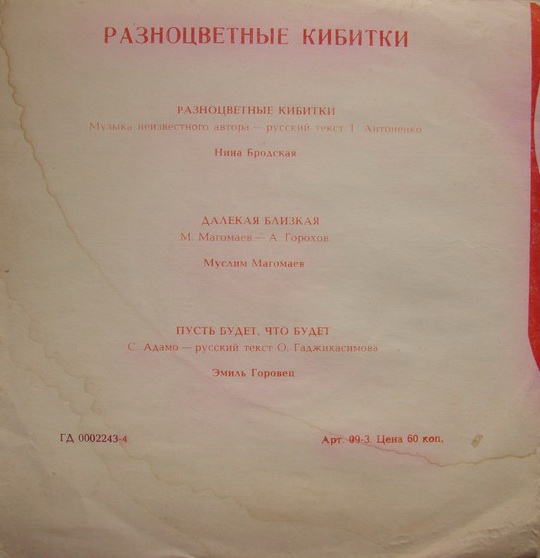 РАЗНОЦВЕТНЫЕ КИБИТКИ
РАЗНОЦВЕТНЫЕ КИБИТКИ
Музыка неизвестного автора — русский текст Г. Антоненко
Нина Бродская
ДАЛЕКАЯ БЛИЗКАЯ
М. Магомаев — А. Горохов
Муслим Магомаев
ПУСТЬ БУДЕТ, ЧТО БУДЕТ
С. Адамо — русский текст О. Гаджикасимова
Эмиль Горовец
ГД 0002243-4 Арт. 09-3. Цена 60 коп.